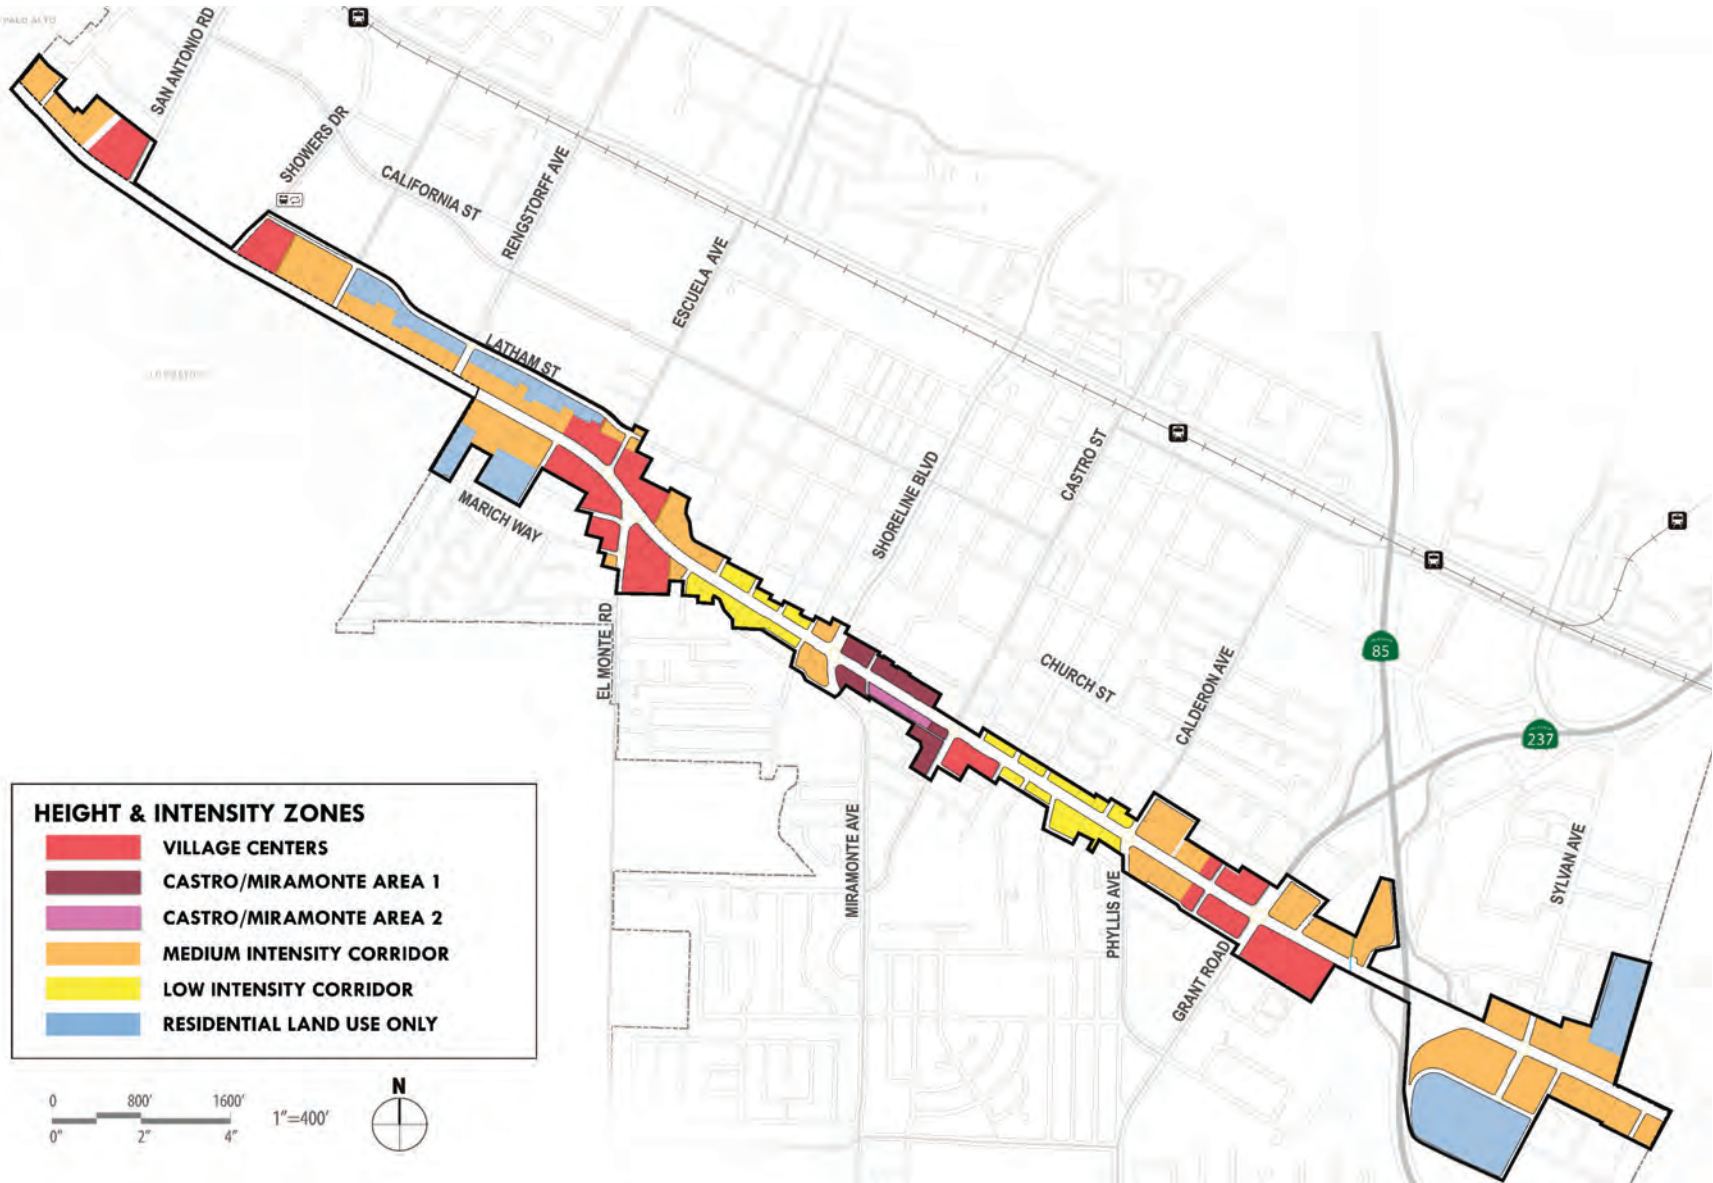 PALO ALTO
SAN ANTONIO RD
SHOWERS DR
CALIFORNIA ST
RENGSTORFF AVE
ESCUELA AVE
LATHAM ST
MARICH WAY
SHORELINE BLVD
CASTRO ST
EL MONTE RD
CHURCH ST
CALDERON AVE
85
237
MIRAMONTE AVE
PHYLLIS AVE
GRANT ROAD
SYLVAN AVE
HEIGHT & INTENSITY ZONES
VILLAGE CENTERS
CASTRO/MIRAMONTE AREA 1
CASTRO/MIRAMONTE AREA 2
MEDIUM INTENSITY CORRIDOR
LOW INTENSITY CORRIDOR
RESIDENTIAL LAND USE ONLY
0 800' 1600'
0" 2" 4"
1"=400'
N